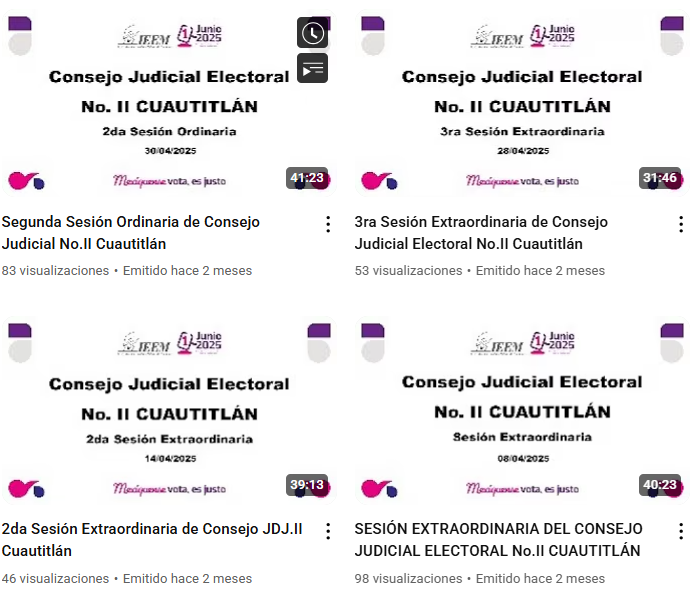 IEEM 1 Junio 2025
Consejo Judicial Electoral
No. II CUAUTITLÁN
2da Sesión Ordinaria
30/04/2025
Mexiquense vota, es justo
41:23
Segunda Sesión Ordinaria de Consejo
Judicial No.II Cuautitlán
83 visualizaciones • Emitido hace 2 meses
IEEM 1 Junio 2025
Consejo Judicial Electoral
No. II CUAUTITLÁN
3ra Sesión Extraordinaria
28/04/2025
Mexiquense vota, es justo
31:46
3ra Sesión Extraordinaria de Consejo
Judicial Electoral No.II Cuautitlán
53 visualizaciones • Emitido hace 2 meses
IEEM 1 Junio 2025
Consejo Judicial Electoral
No. II CUAUTITLÁN
2da Sesión Extraordinaria
14/04/2025
Mexiquense vota, es justo
39:13
2da Sesión Extraordinaria de Consejo JDJ.II
Cuautitlán
46 visualizaciones • Emitido hace 2 meses
IEEM 1 Junio 2025
Consejo Judicial Electoral
No. II CUAUTITLÁN
Sesión Extraordinaria
08/04/2025
Mexiquense vota, es justo
40:23
SESIÓN EXTRAORDINARIA DEL CONSEJO
JUDICIAL ELECTORAL No.II CUAUTITLÁN
98 visualizaciones • Emitido hace 2 meses